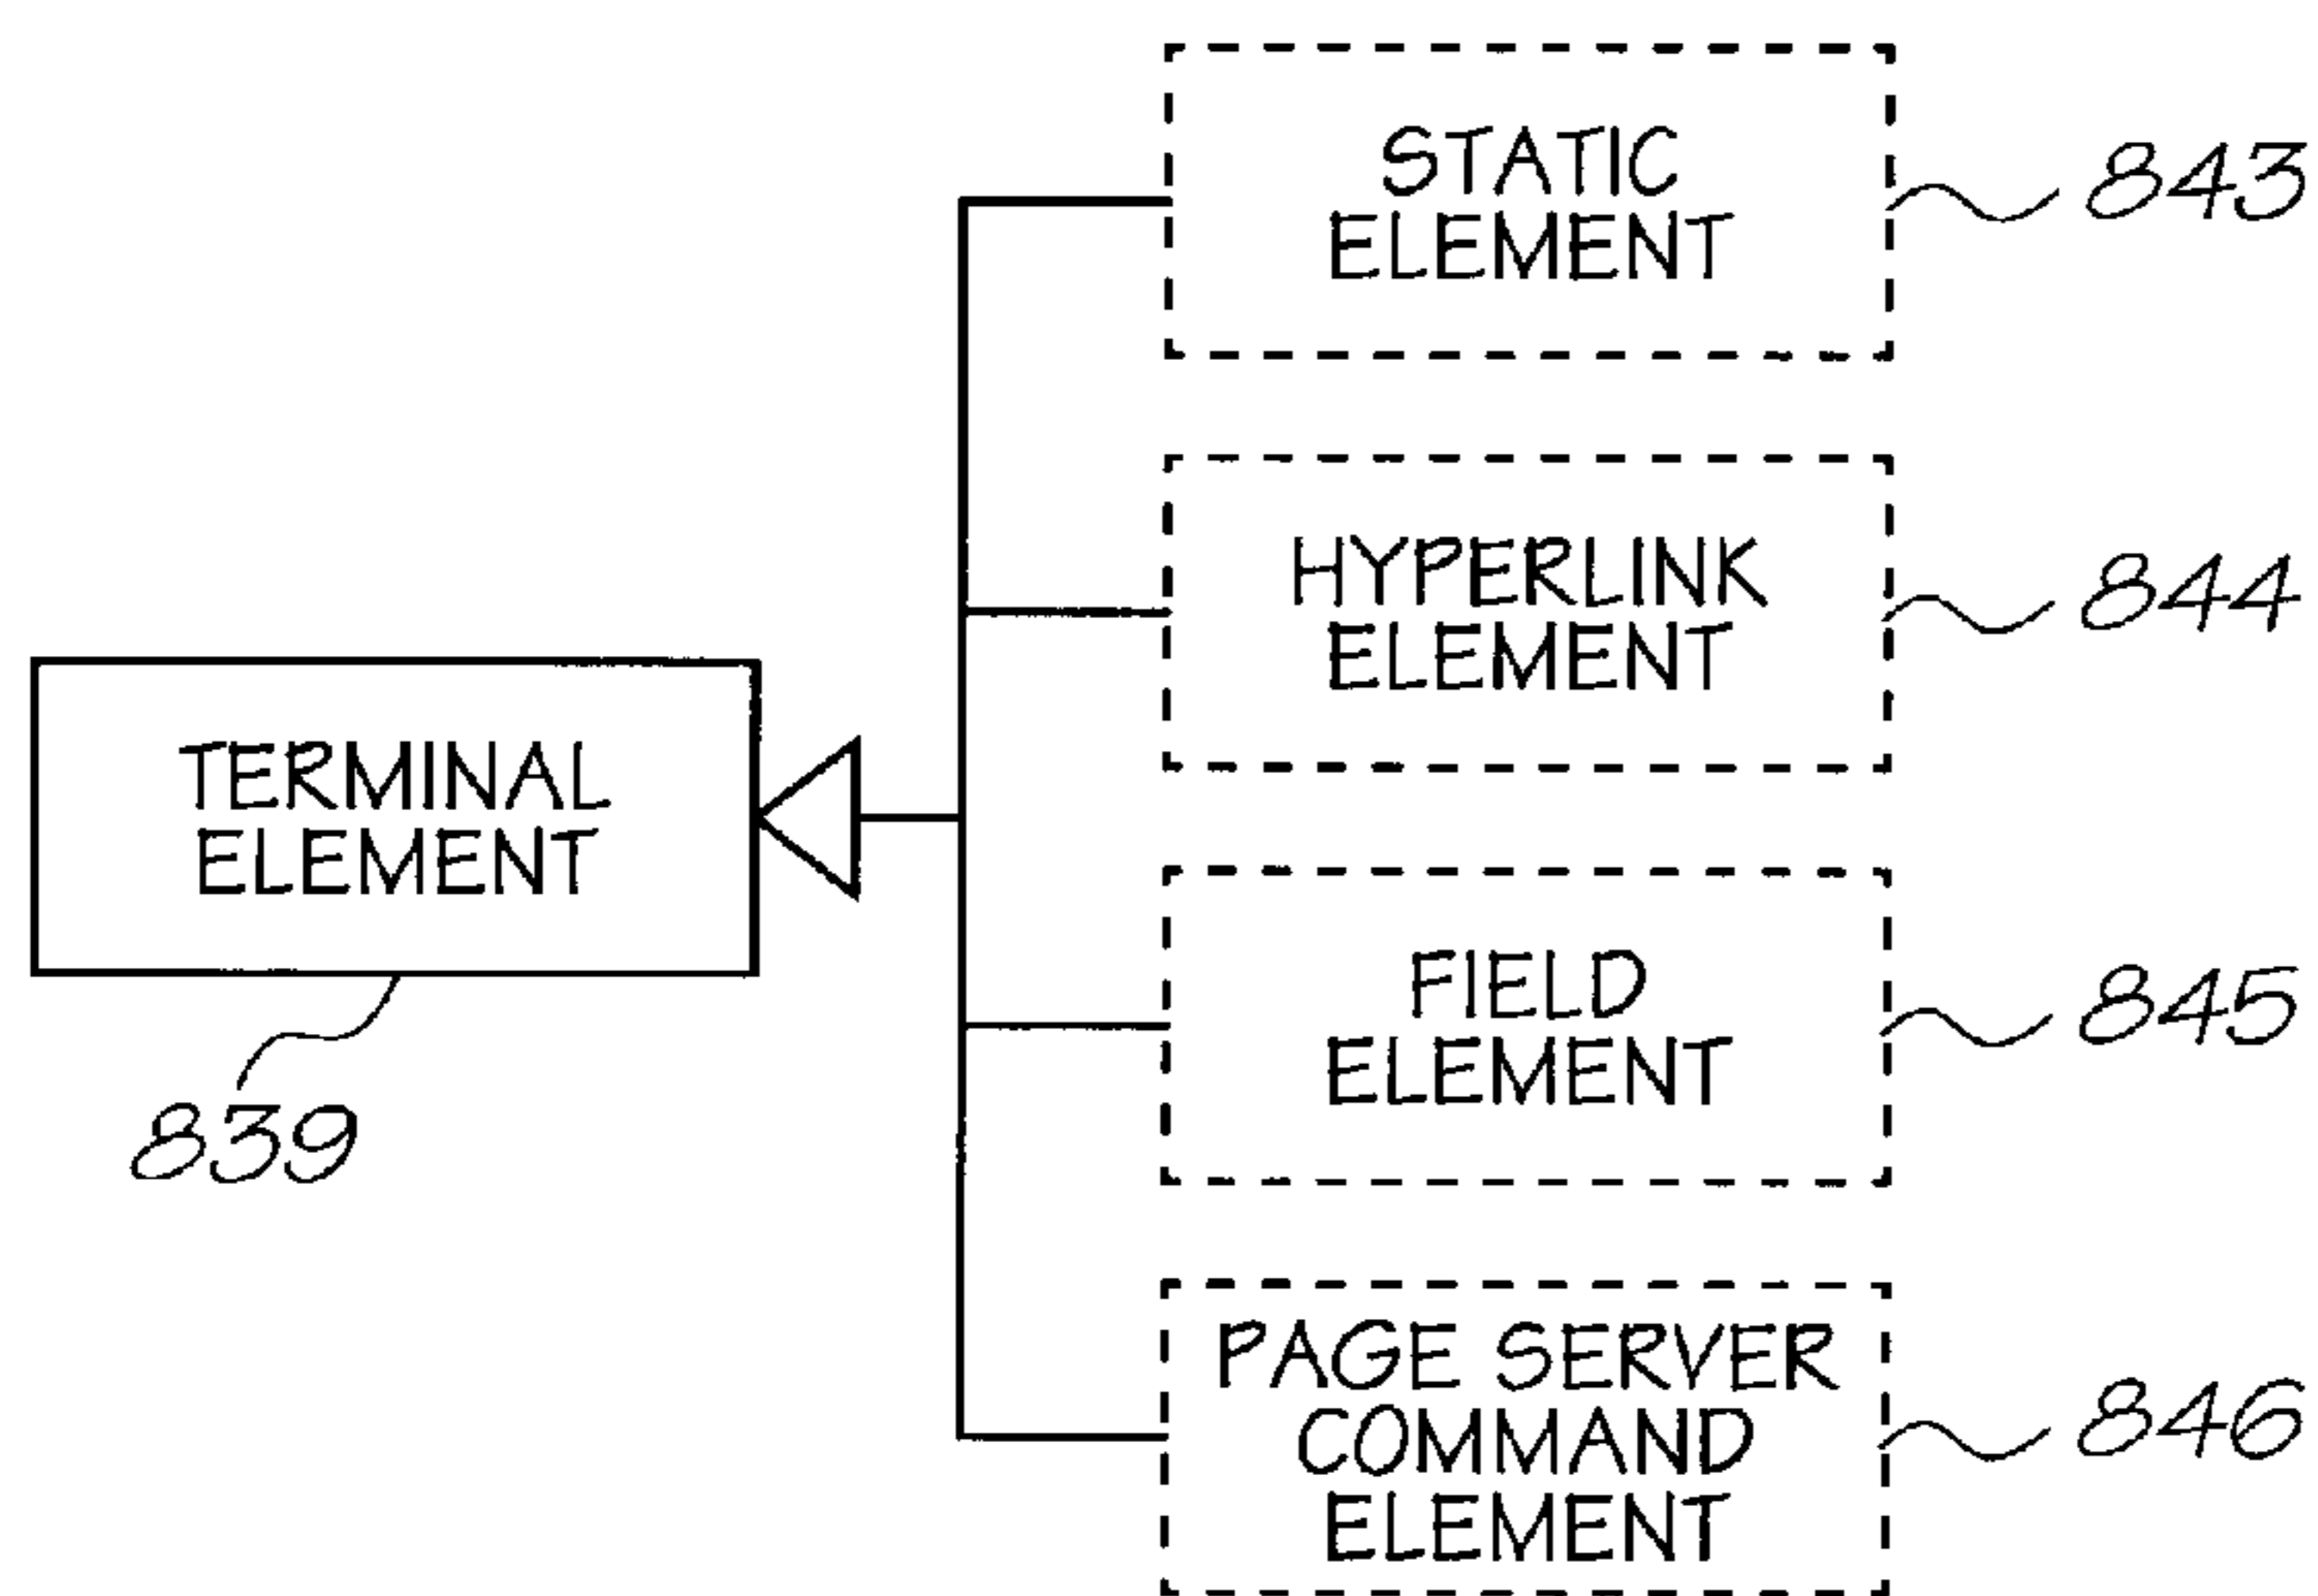 STATIC
ELEMENT
843
HYPERLINK
ELEMENT
844
TERMINAL
ELEMENT
839
FIELD
ELEMENT
845
PAGE SERVER
COMMAND
ELEMENT
846